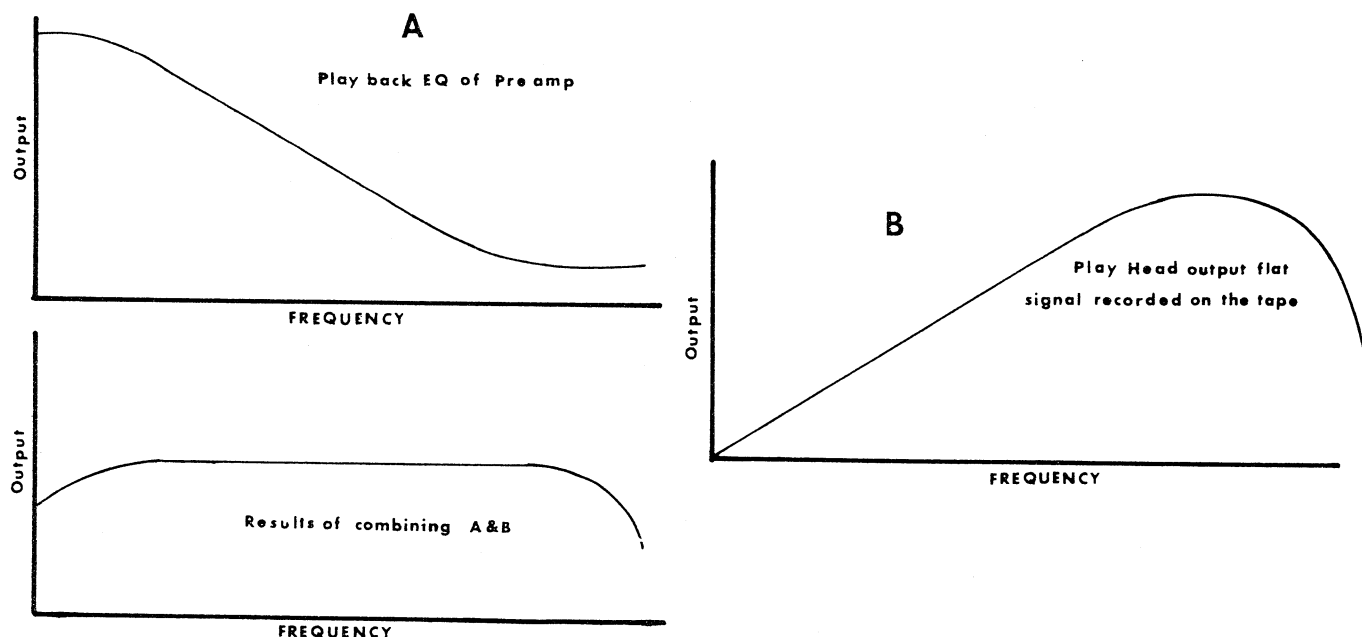 A
Play back EQ of Pre amp
Output
FREQUENCY
B
Play Head output flat
signal recorded on the tape
Output
FREQUENCY
Output
Results of combining A&B
FREQUENCY